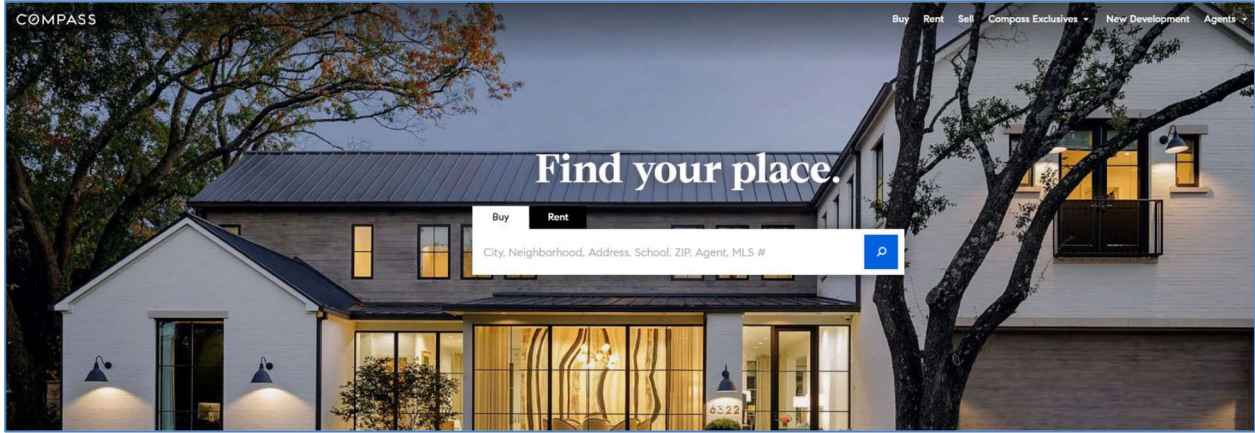 COMPASS
Buy Rent Sell Compass Exclusives New Development Agents
Find your place.
Buy Rent
City, Neighborhood, Address, School, ZIP, Agent, MLS #
6322